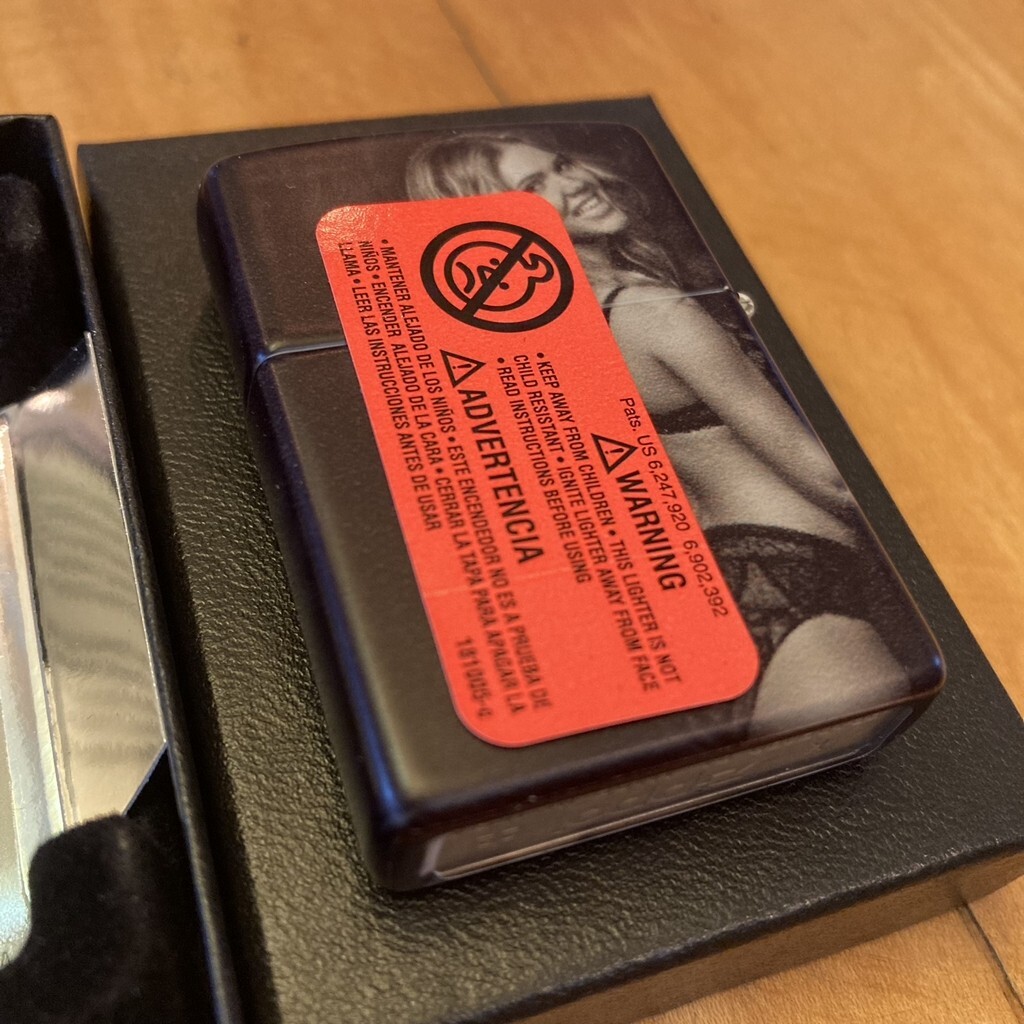 Pats. US 6,247,920 6,902,392
WARNING
• KEEP AWAY FROM CHILDREN • THIS LIGHTER IS NOT
CHILD RESISTANT • IGNITE LIGHTER AWAY FROM FACE
• READ INSTRUCTIONS BEFORE USING
ADVERTENCIA
• MANTENER ALEJADO DE LOS NIÑOS • ESTE ENCENDEDOR NO ES A PRUEBA DE
NIÑOS • ENCENDER ALEJADO DE LA CARA • CERRAR LA TAPA PARA APAGAR LA
LLAMA • LEER LAS INSTRUCCIONES ANTES DE USAR
181005-4